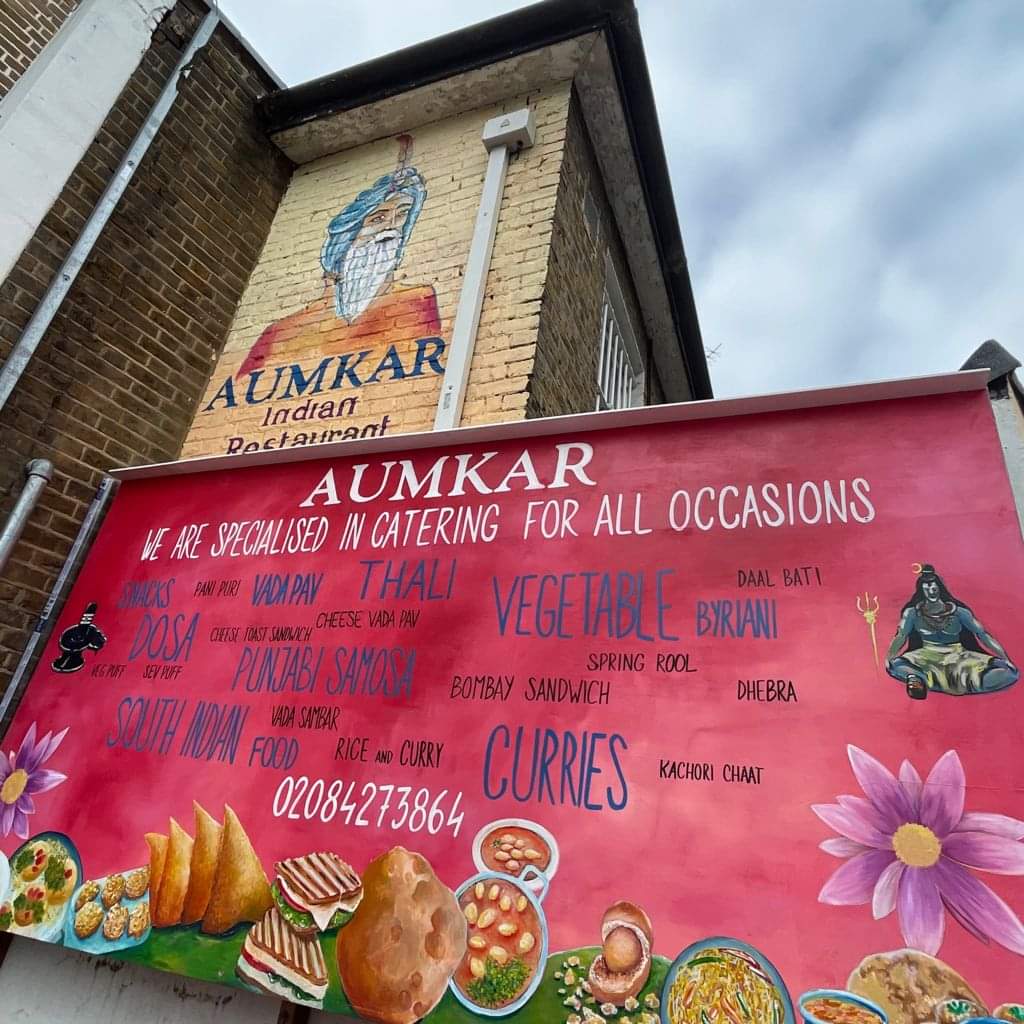 AUMKAR
Indian
Restaurant
AUMKAR
WE ARE SPECIALISED IN CATERING FOR ALL OCCASIONS
SNACKS PANI PURI VADA PAV THALI VEGETABLE BYRIANI DAAL BATI
DOSA CHEESE TOAST SANDWICH CHEESE VADA PAV
VEG PUFF SEV PUFF PUNJABI SAMOSA BOMBAY SANDWICH SPRING ROOL DHEBRA
SOUTH INDIAN FOOD VADA SAMBAR RICE AND CURRY CURRIES KACHORI CHAAT
02084273864